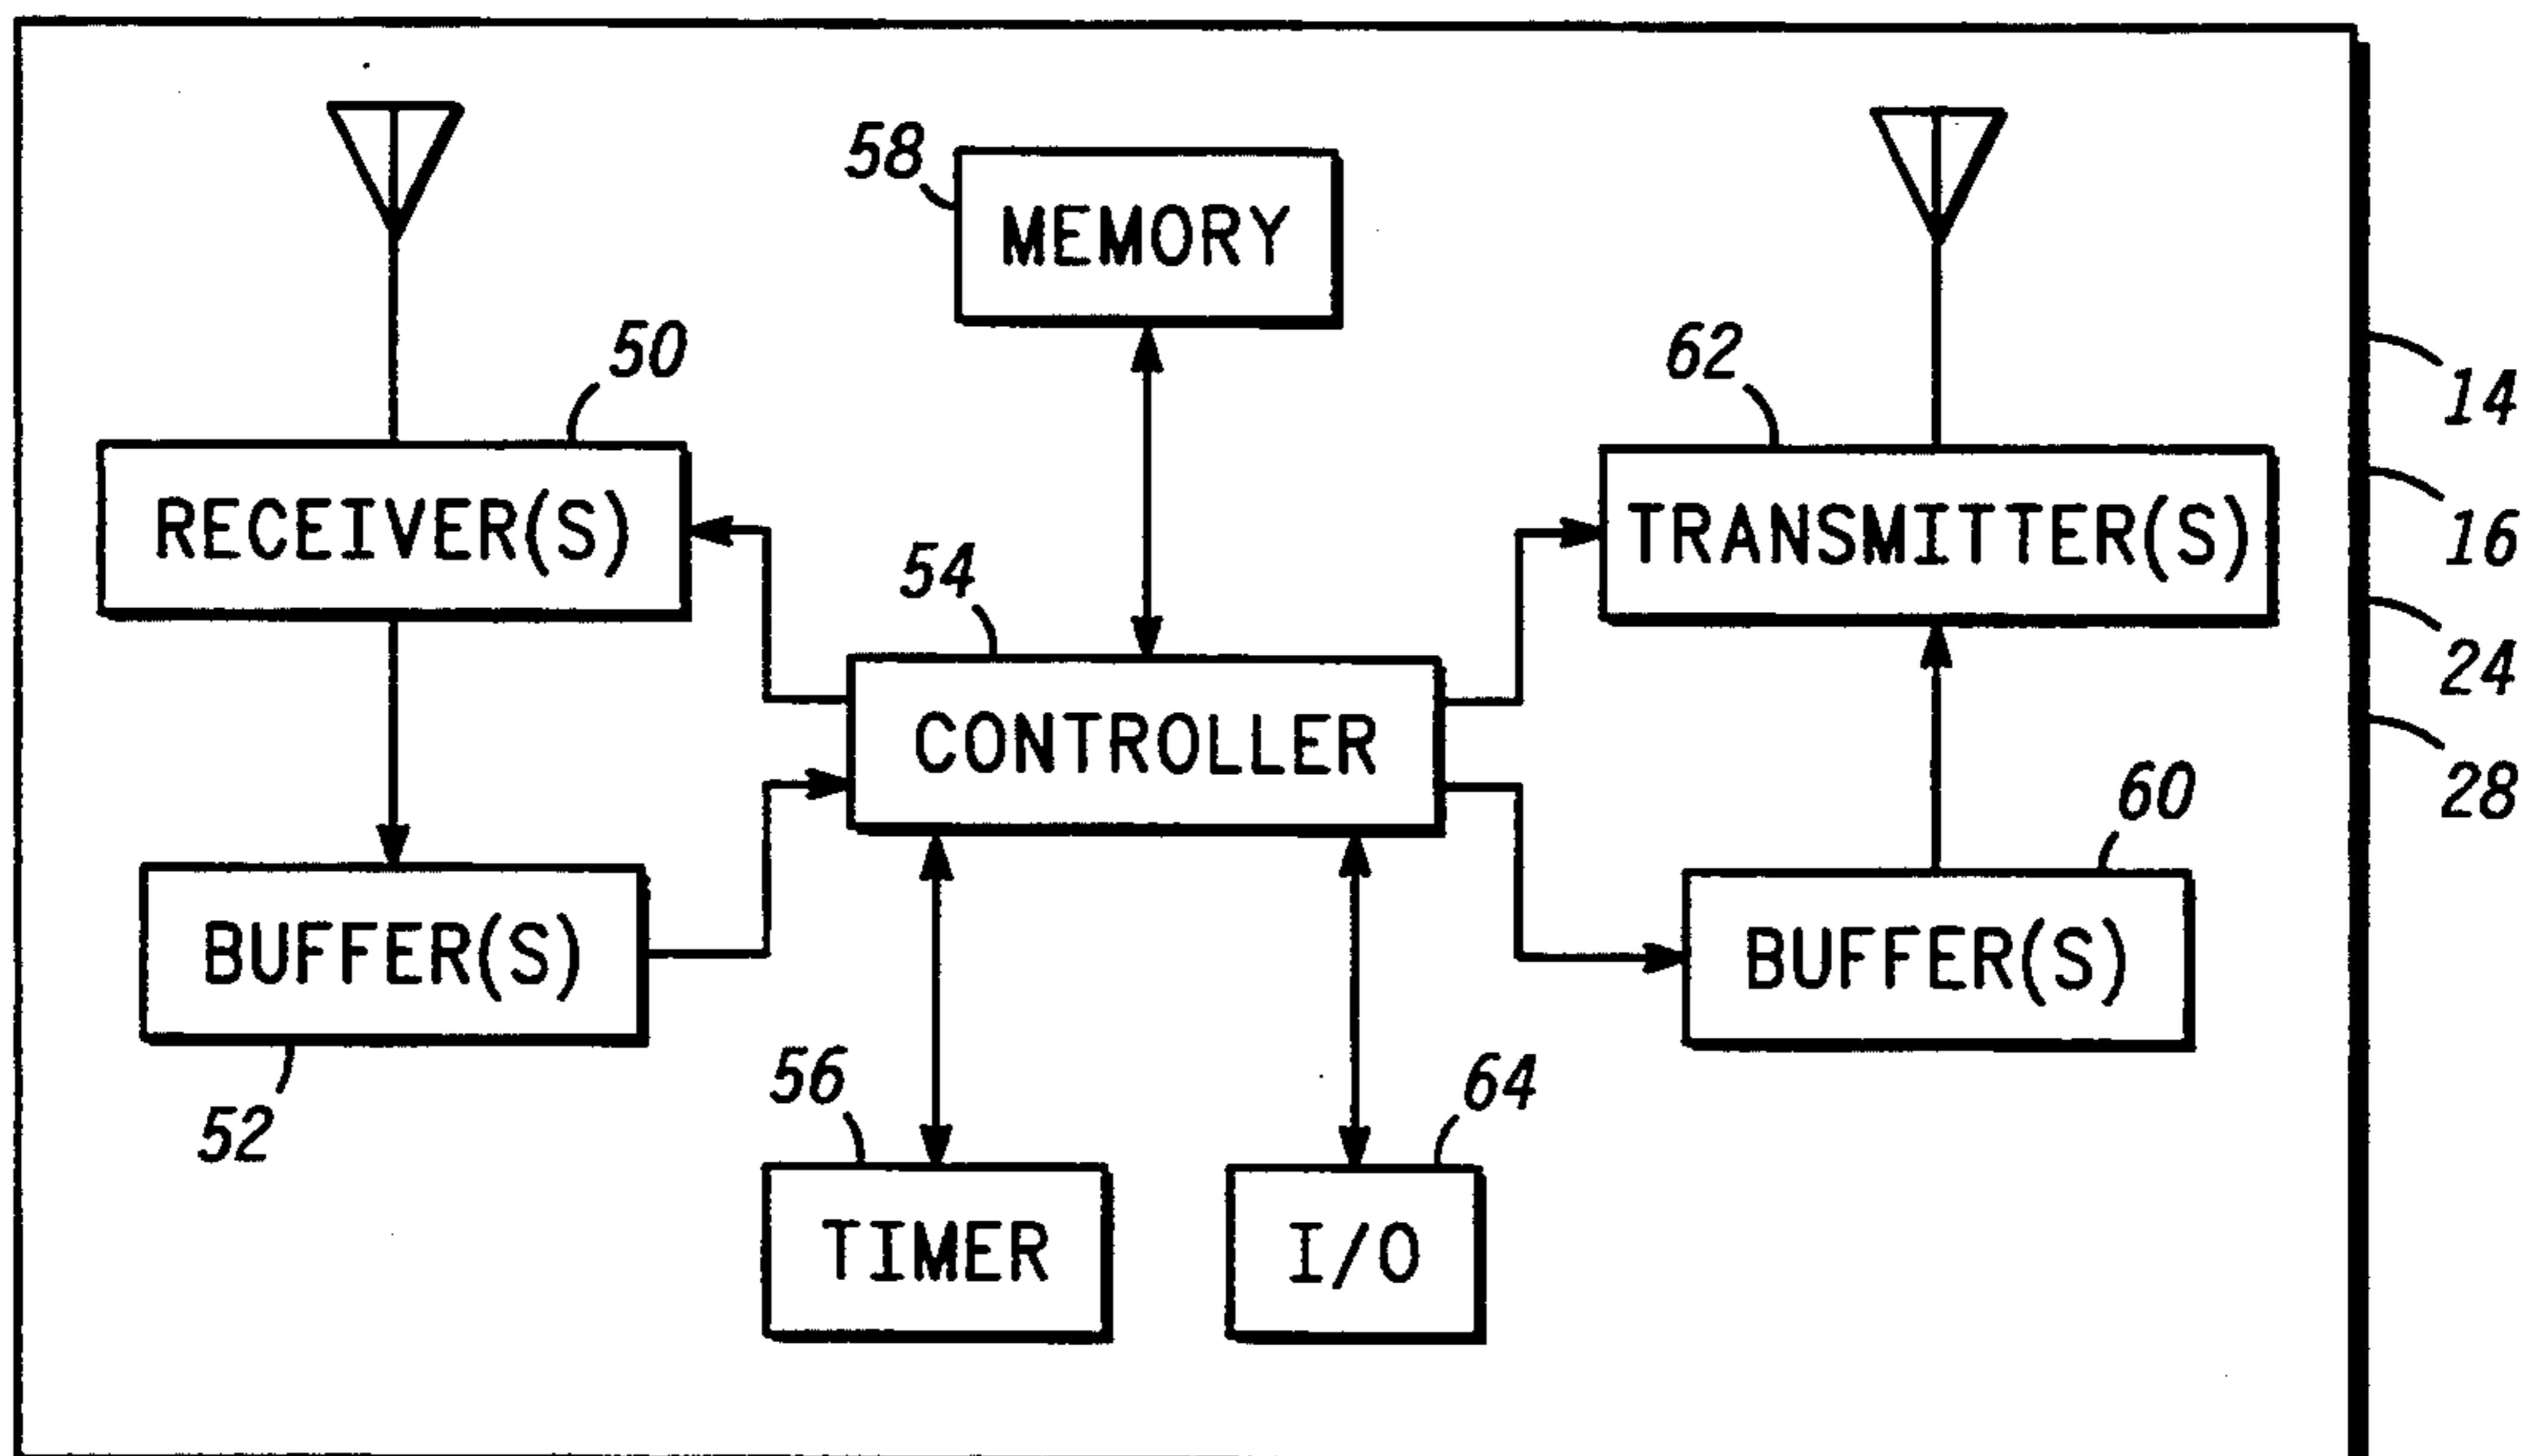 58
MEMORY
50
62
14
RECEIVER(S)
TRANSMITTER(S)
16
54
24
CONTROLLER
28
60
BUFFER(S)
BUFFER(S)
52
56
64
TIMER
I/O